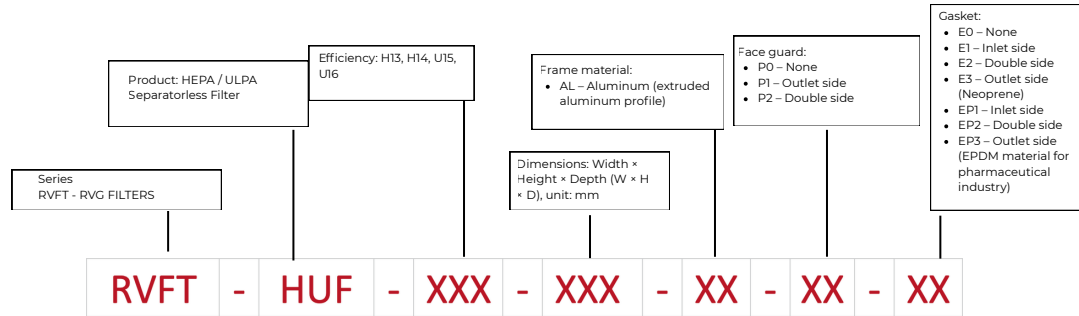 Gasket:
• E0 – None
• E1 – Inlet side
• E2 – Double side
• E3 – Outlet side
(Neoprene)
• EP1 – Inlet side
• EP2 – Double side
• EP3 – Outlet side
(EPDM material for
pharmaceutical
industry)
Efficiency: H13, H14, U15,
U16
Face guard:
• P0 – None
• P1 – Outlet side
• P2 – Double side
Product: HEPA / ULPA
Separatorless Filter
Frame material:
• AL – Aluminum (extruded
aluminum profile)
Dimensions: Width ×
Height × Depth (W × H
× D), unit: mm
Series
RVFT - RVG FILTERS
RVFT - HUF - XXX - XXX - XX - XX - XX